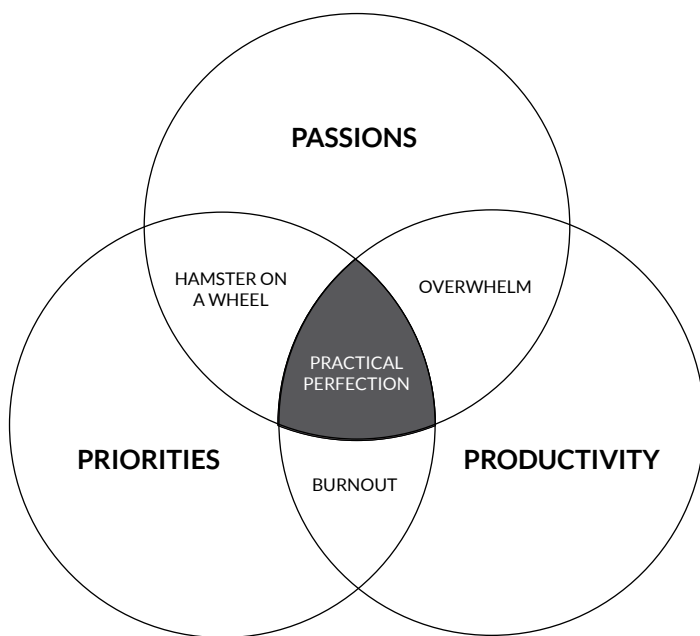 PASSIONS
HAMSTER ON
A WHEEL
OVERWHELM
PRACTICAL
PERFECTION
PRIORITIES
PRODUCTIVITY
BURNOUT